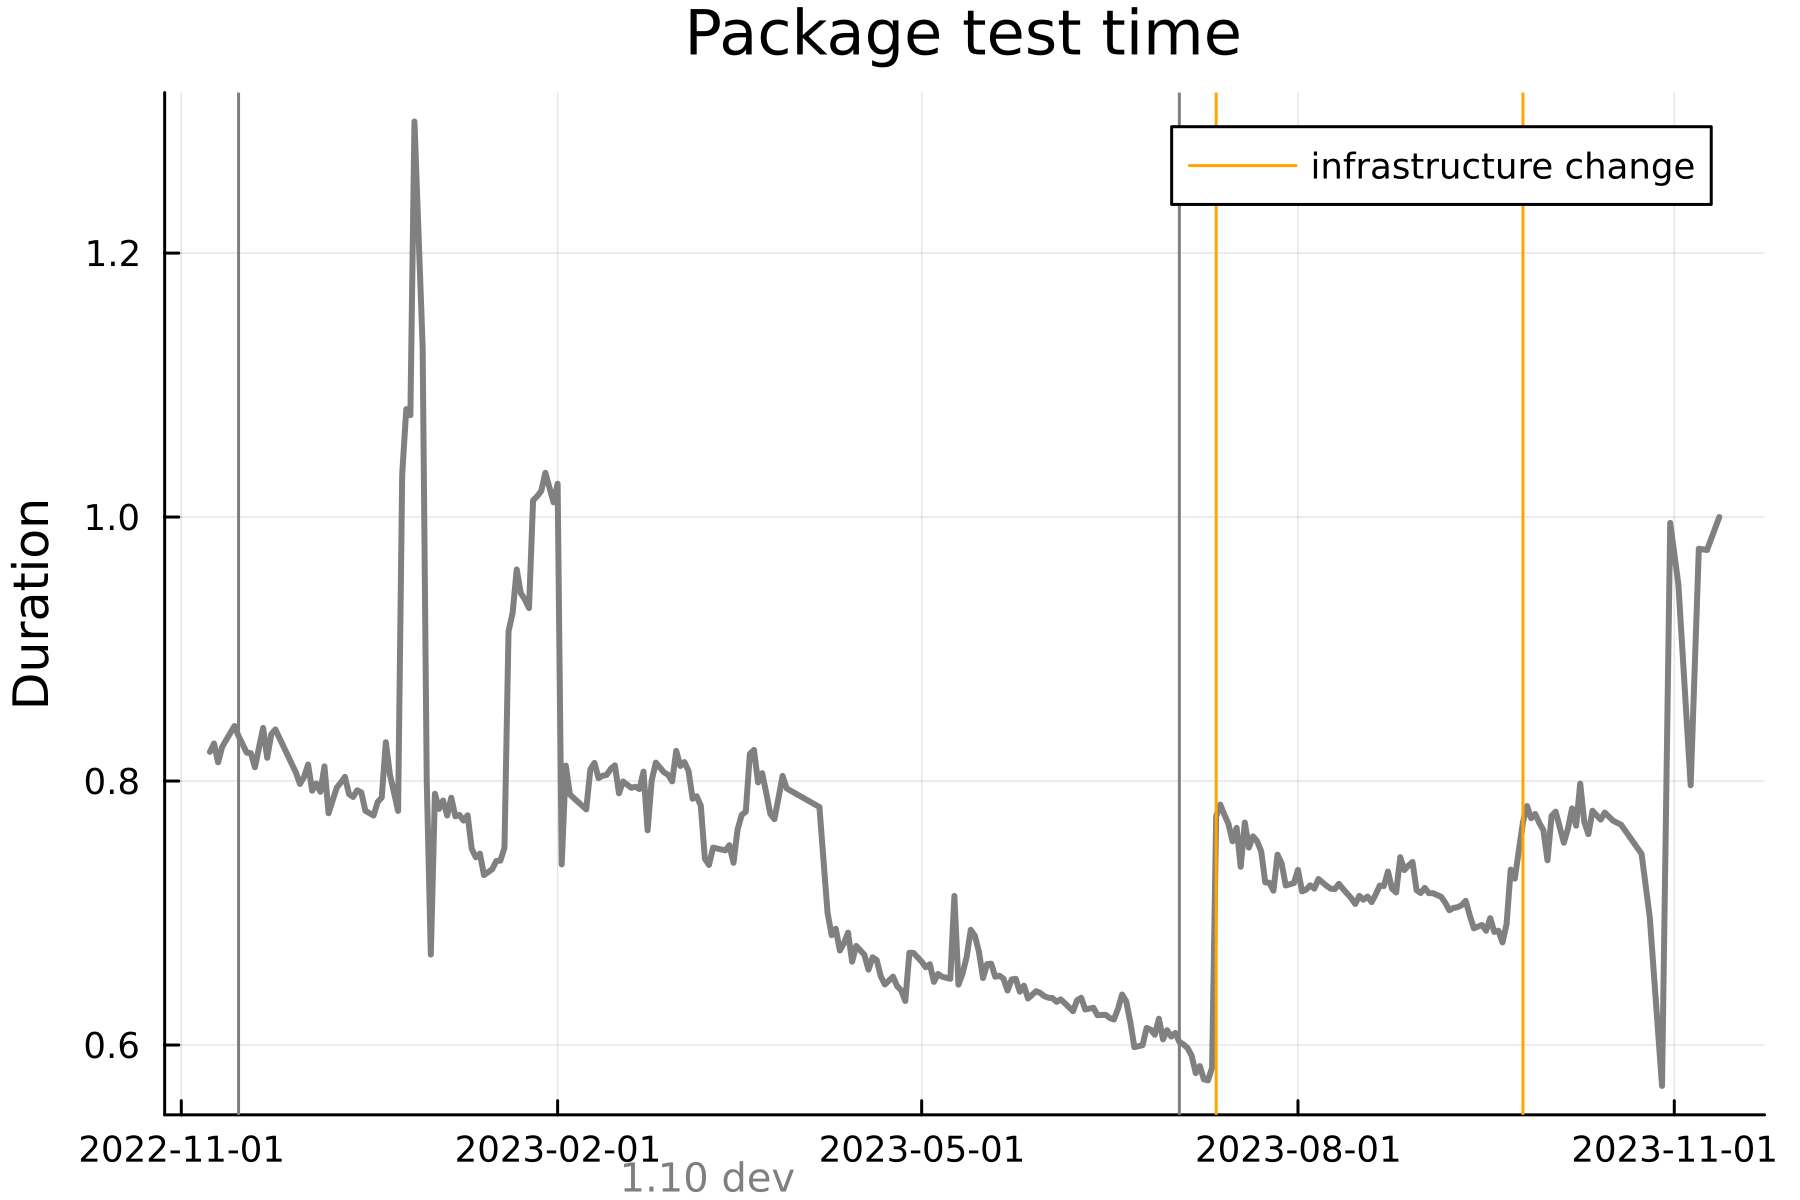 Package test time
infrastructure change
Duration
1.2
1.0
0.8
0.6
2022-11-01 2023-02-01 2023-05-01 2023-08-01 2023-11-01
1.10 dev